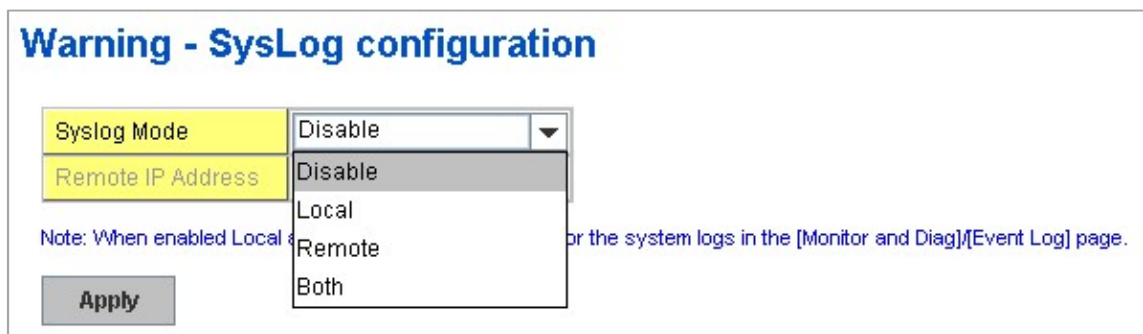 Warning - SysLog configuration
Syslog Mode Disable
Remote IP Address Disable
Local
Note: When enabled Local or the system logs in the [Monitor and Diag]/[Event Log] page.
Remote
Both
Apply